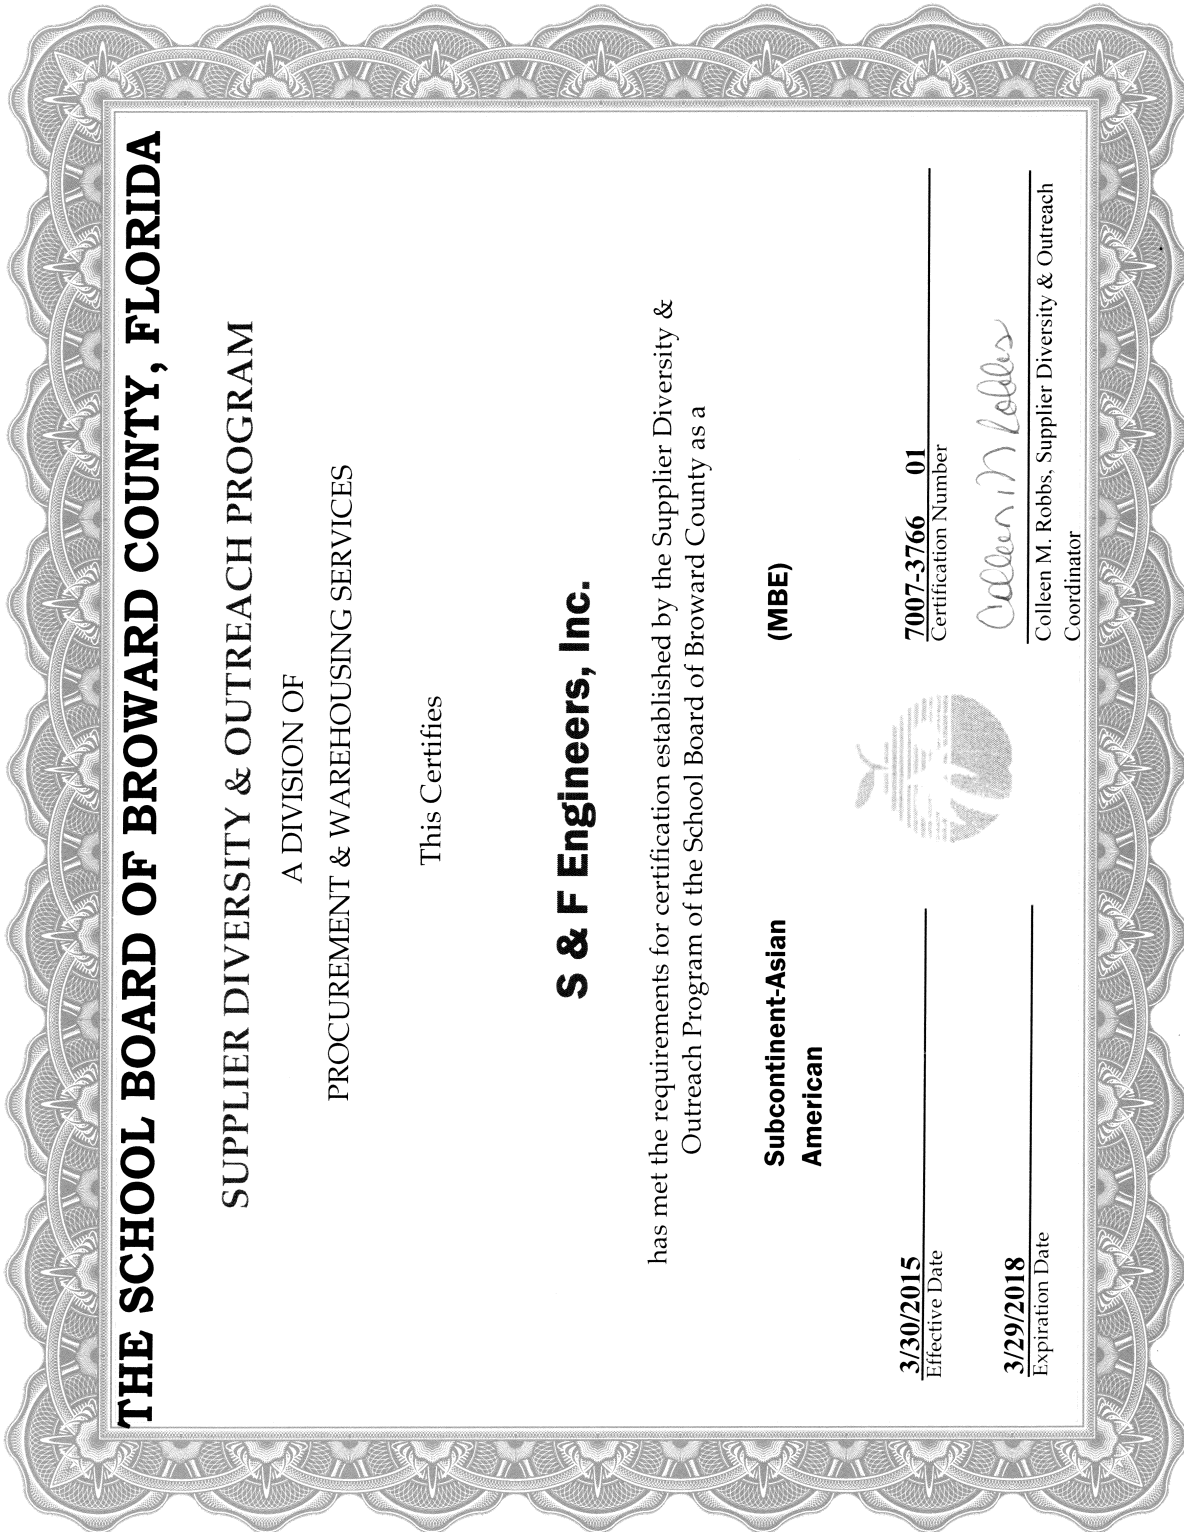 THE SCHOOL BOARD OF BROWARD COUNTY, FLORIDA
SUPPLIER DIVERSITY & OUTREACH PROGRAM
A DIVISION OF
PROCUREMENT & WAREHOUSING SERVICES
This Certifies
S & F Engineers, Inc.
has met the requirements for certification established by the Supplier Diversity &
Outreach Program of the School Board of Broward County as a
Subcontinent-Asian (MBE)
American
3/30/2015
Effective Date
7007-3766 01
Certification Number
3/29/2018
Expiration Date
Colleen M Robbs
Colleen M. Robbs, Supplier Diversity & Outreach
Coordinator